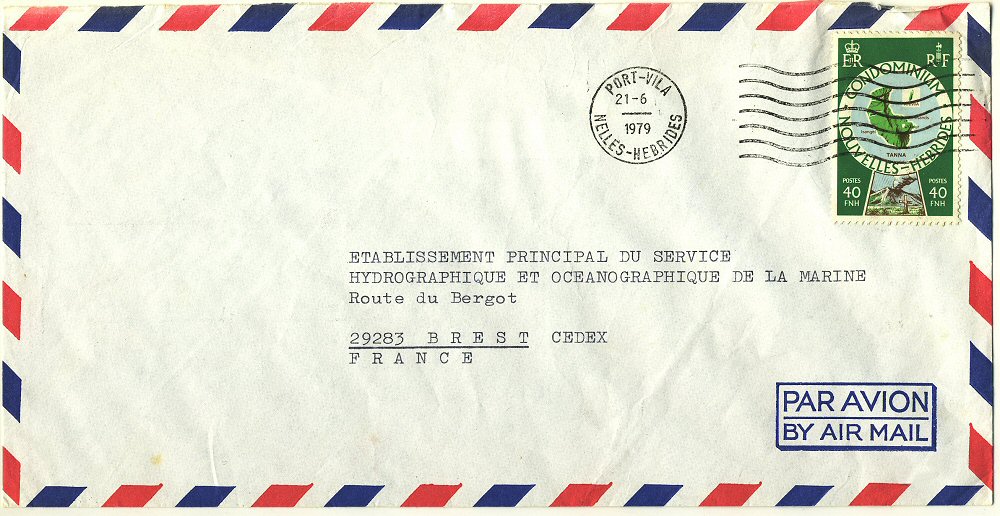 PORT-VILA
21-6
1979
NELLES-HEBRIDES
E II R
RF
CONDOMINIUM
TANNA
NOUVELLES-HEBRIDES
POSTES
40
FNH
POSTES
40
FNH
ETABLISSEMENT PRINCIPAL DU SERVICE
HYDROGRAPHIQUE ET OCEANOGRAPHIQUE DE LA MARINE
Route du Bergot
29283 B R E S T CEDEX
F R A N C E
PAR AVION
BY AIR MAIL